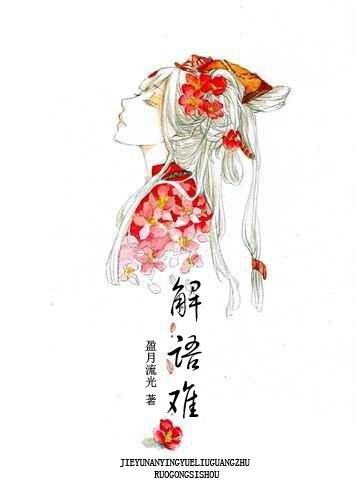 解语难
盈月流光 著
JIEYUNANYINGYUELIUGUANGZHU
RUOGONGSISHOU